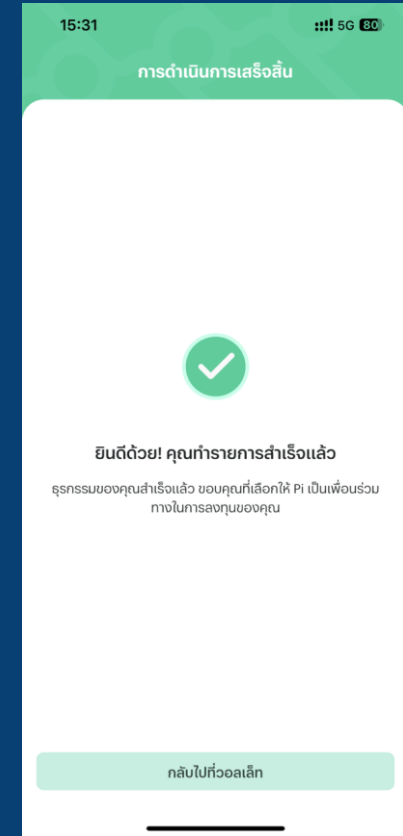 15:31 5G 80
การดำเนินการเสร็จสิ้น
ยินดีด้วย! คุณทำรายการสำเร็จแล้ว
ธุรกรรมของคุณสำเร็จแล้ว ขอบคุณที่เลือกให้ Pi เป็นเพื่อนร่วม
ทางในการลงทุนของคุณ
กลับไปที่วอลเล็ท